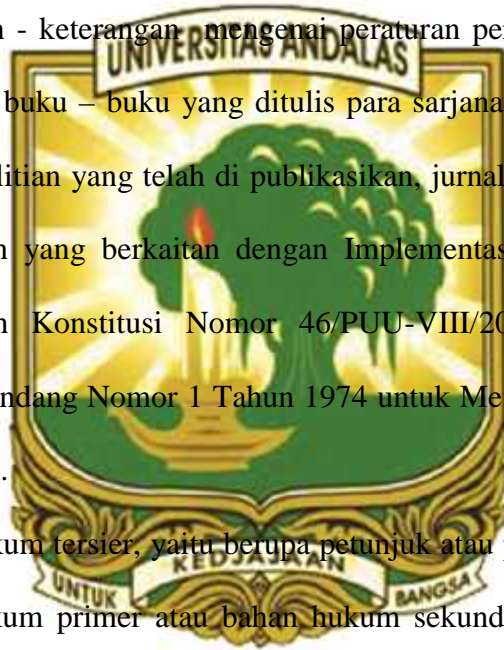 n - keterangan mengenai peraturan per
UNIVERSITAS ANDALAS
buku – buku yang ditulis para sarjana
litian yang telah di publikasikan, jurnal
n yang berkaitan dengan Implementas
n Konstitusi Nomor 46/PUU-VIII/20
ndang Nomor 1 Tahun 1974 untuk Me
.
kum tersier, yaitu berupa petunjuk atau p
UNTUK KEDJAJAAN BANGSA
kum primer atau bahan hukum sekund